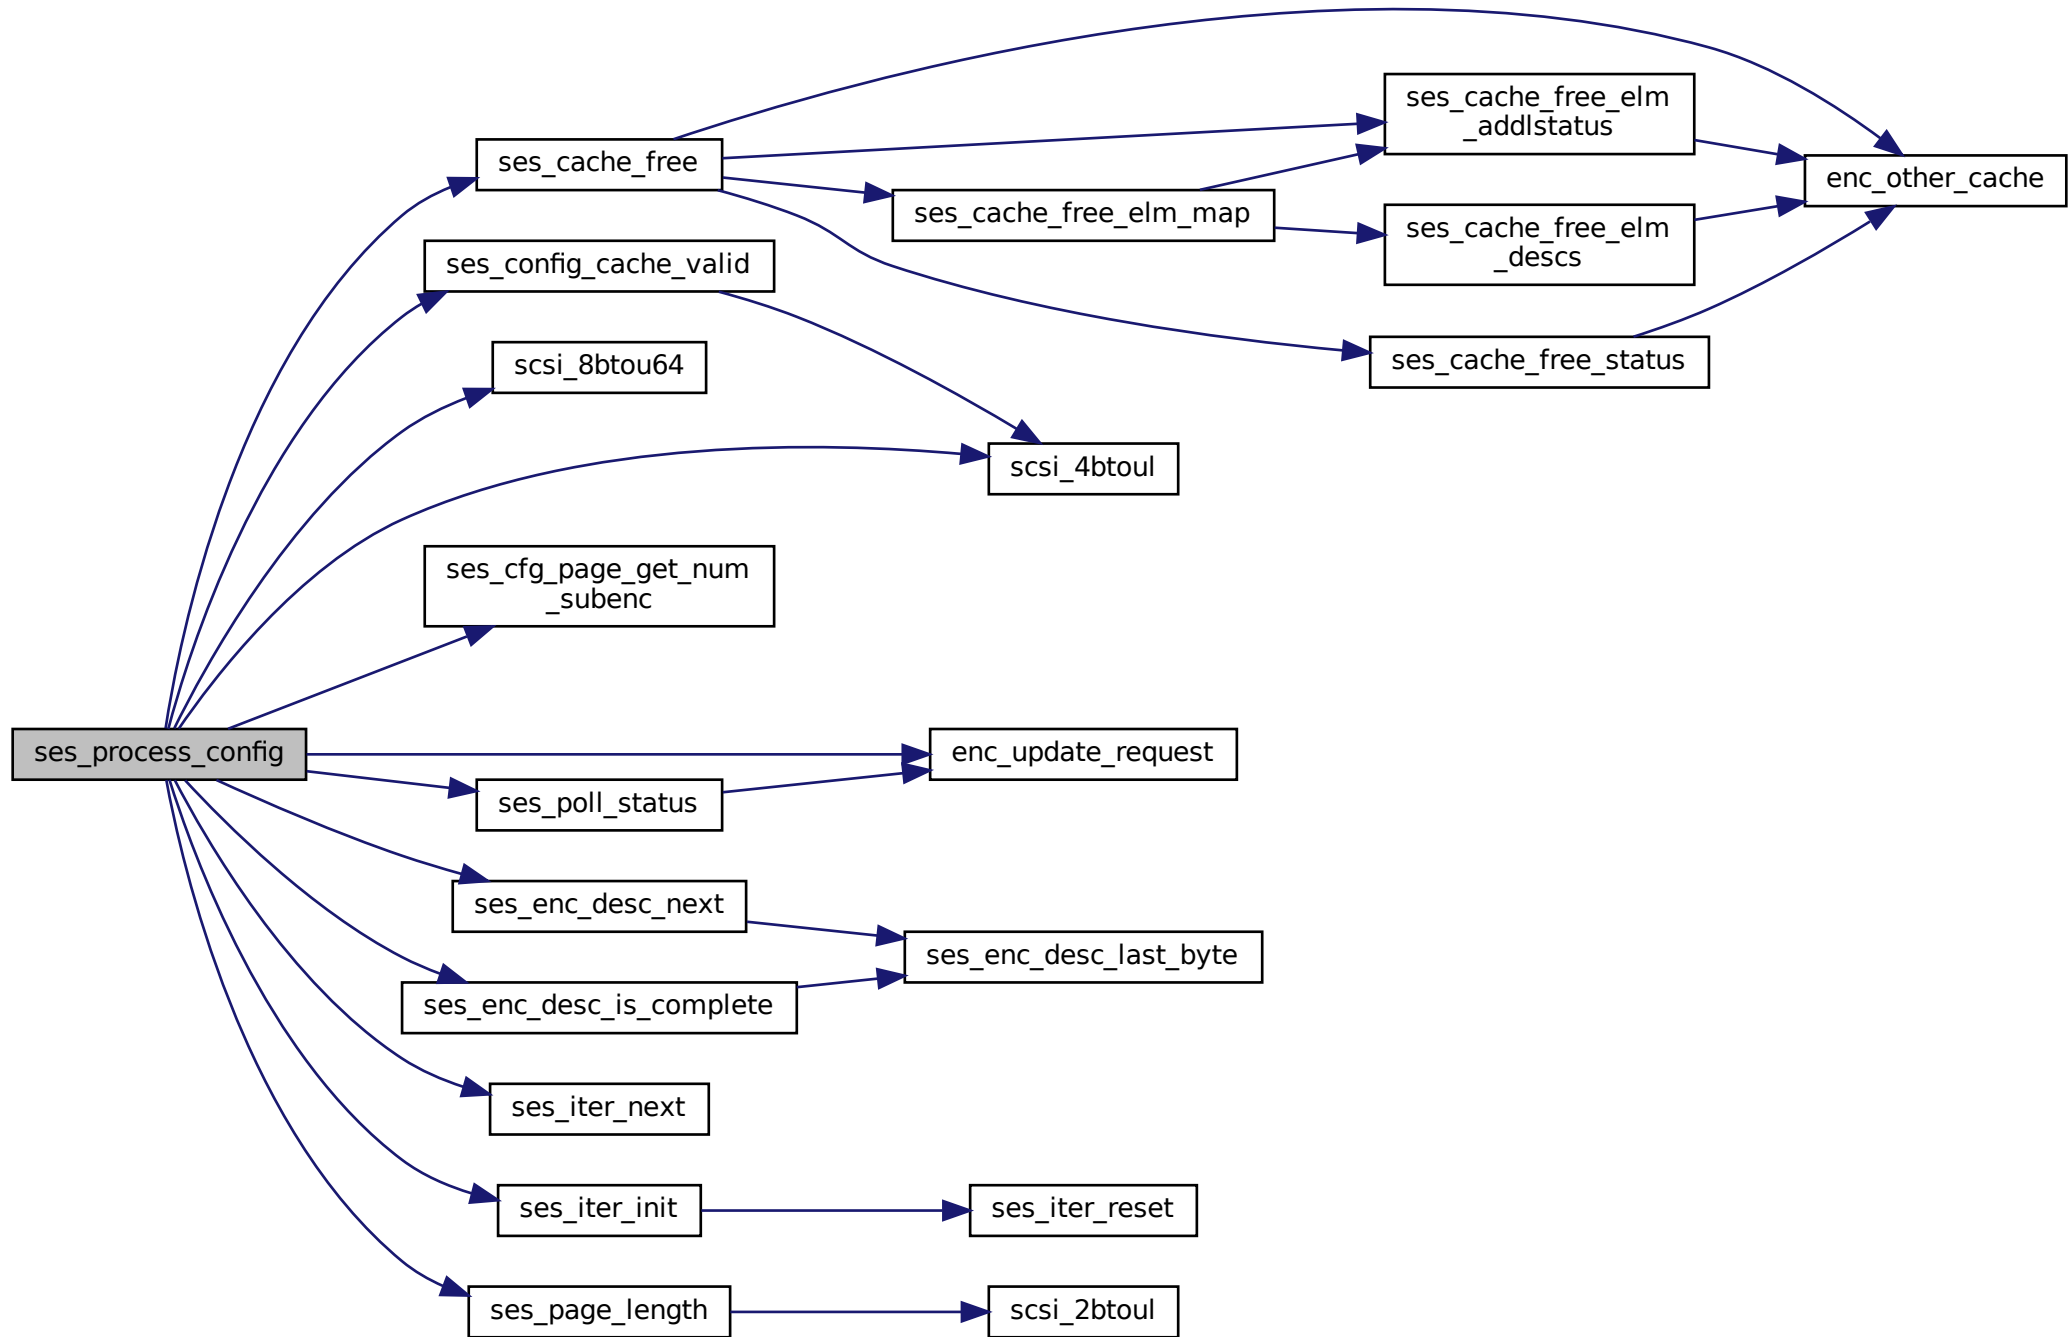 ses_cache_free_elm
_addlstatus
ses_cache_free
enc_other_cache
ses_cache_free_elm_map
ses_cache_free_elm
_descs
ses_config_cache_valid
ses_cache_free_status
scsi_8btou64
scsi_4btoul
ses_cfg_page_get_num
_subenc
ses_process_config
enc_update_request
ses_poll_status
ses_enc_desc_next
ses_enc_desc_last_byte
ses_enc_desc_is_complete
ses_iter_next
ses_iter_init
ses_iter_reset
ses_page_length
scsi_2btoul